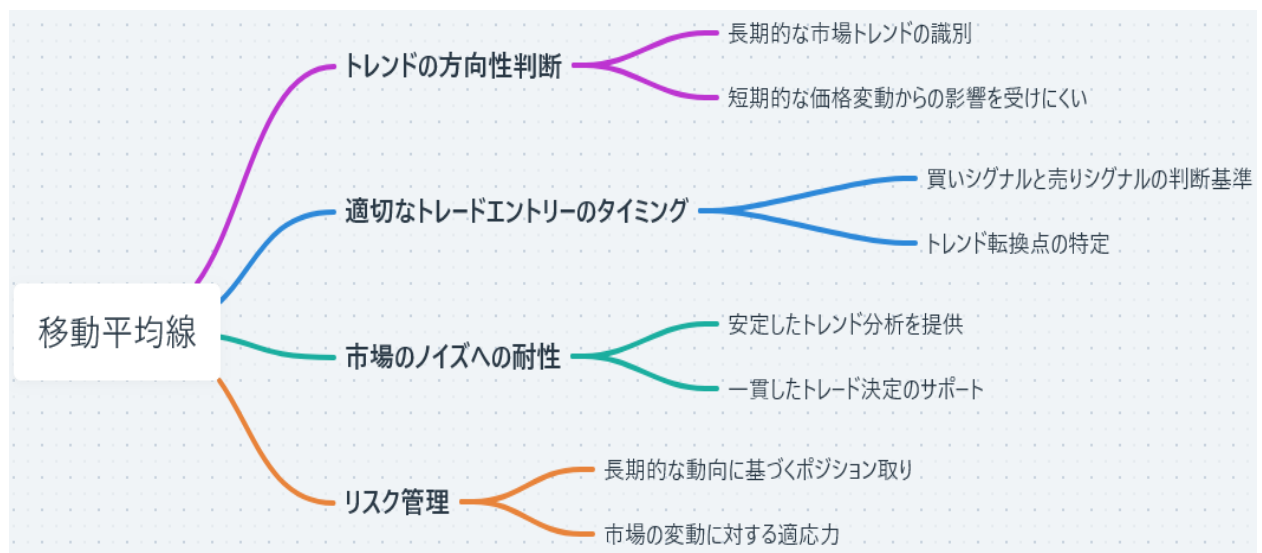 移動平均線
トレンドの方向性判断
長期的な市場トレンドの識別
短期的な価格変動からの影響を受けにくい
適切なトレードエントリーのタイミング
買いシグナルと売りシグナルの判断基準
トレンド転換点の特定
市場のノイズへの耐性
安定したトレンド分析を提供
一貫したトレード決定のサポート
リスク管理
長期的な動向に基づくポジション取り
市場の変動に対する適応力